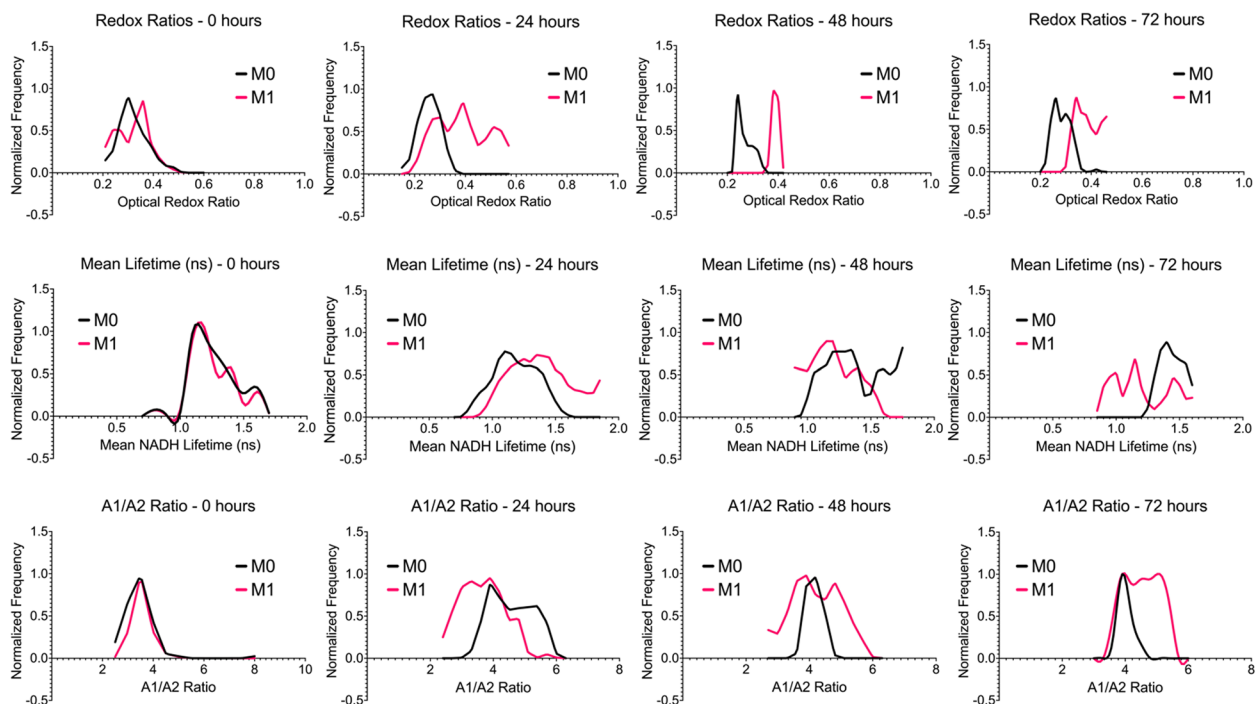 Redox Ratios - 0 hours
Normalized Frequency
1.5
1.0
0.5
0.0
-0.5
M0
M1
0.2 0.4 0.6 0.8 1.0
Optical Redox Ratio
Redox Ratios - 24 hours
Normalized Frequency
1.5
1.0
0.5
0.0
-0.5
M0
M1
0.2 0.4 0.6 0.8 1.0
Optical Redox Ratio
Redox Ratios - 48 hours
Normalized Frequency
1.5
1.0
0.5
0.0
-0.5
M0
M1
0.2 0.4 0.6 0.8 1.0
Optical Redox Ratio
Redox Ratios - 72 hours
Normalized Frequency
1.5
1.0
0.5
0.0
-0.5
M0
M1
0.2 0.4 0.6 0.8 1.0
Optical Redox Ratio
Mean Lifetime (ns) - 0 hours
Normalized Frequency
1.5
1.0
0.5
0.0
-0.5
M0
M1
0.5 1.0 1.5 2.0
Mean NADH Lifetime (ns)
Mean Lifetime (ns) - 24 hours
Normalized Frequency
1.5
1.0
0.5
0.0
-0.5
M0
M1
0.5 1.0 1.5 2.0
Mean NADH Lifetime (ns)
Mean Lifetime (ns) - 48 hours
Normalized Frequency
1.5
1.0
0.5
0.0
-0.5
M0
M1
0.5 1.0 1.5 2.0
Mean NADH Lifetime (ns)
Mean Lifetime (ns) - 72 hours
Normalized Frequency
1.5
1.0
0.5
0.0
-0.5
M0
M1
0.5 1.0 1.5 2.0
Mean NADH Lifetime (ns)
A1/A2 Ratio - 0 hours
Normalized Frequency
1.5
1.0
0.5
0.0
-0.5
M0
M1
2 4 6 8 10
A1/A2 Ratio
A1/A2 Ratio - 24 hours
Normalized Frequency
1.5
1.0
0.5
0.0
-0.5
M0
M1
2 4 6 8
A1/A2 Ratio
A1/A2 Ratio - 48 hours
Normalized Frequency
1.5
1.0
0.5
0.0
-0.5
M0
M1
2 4 6 8
A1/A2 Ratio
A1/A2 Ratio - 72 hours
Normalized Frequency
1.5
1.0
0.5
0.0
-0.5
M0
M1
2 4 6 8
A1/A2 Ratio